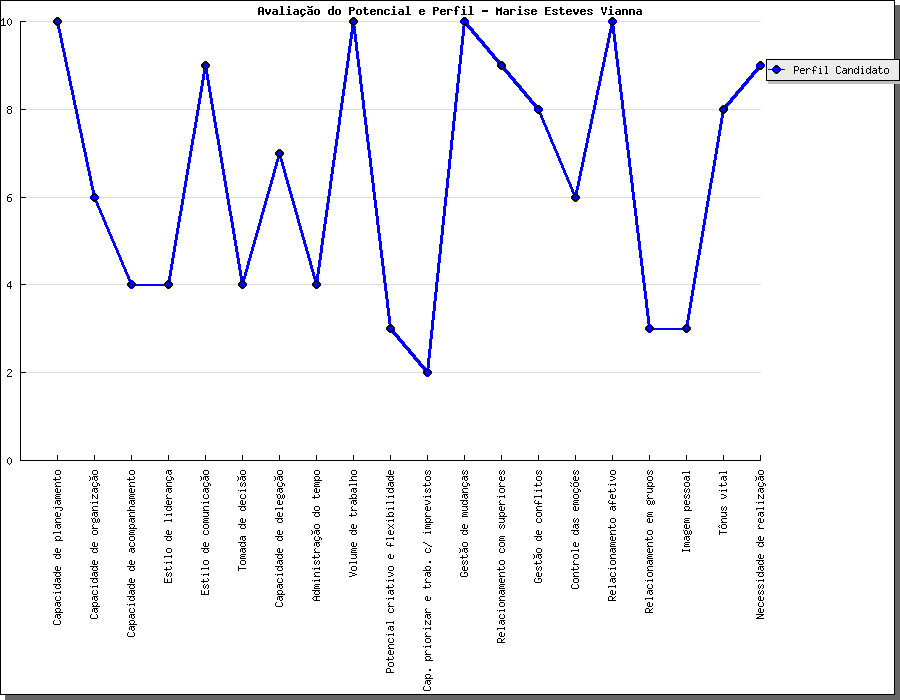 Avaliação do Potencial e Perfil - Marise Esteves Vianna
10
8
6
4
2
0
Perfil Candidato
Capacidade de planejamento
Capacidade de organização
Capacidade de acompanhamento
Estilo de liderança
Estilo de comunicação
Tomada de decisão
Capacidade de delegação
Administração do tempo
Volume de trabalho
Potencial criativo e flexibilidade
Cap. priorizar e trab. c/ imprevistos
Gestão de mudanças
Relacionamento com superiores
Gestão de conflitos
Controle das emoções
Relacionamento afetivo
Relacionamento em grupos
Imagem pessoal
Tônus vital
Necessidade de realização